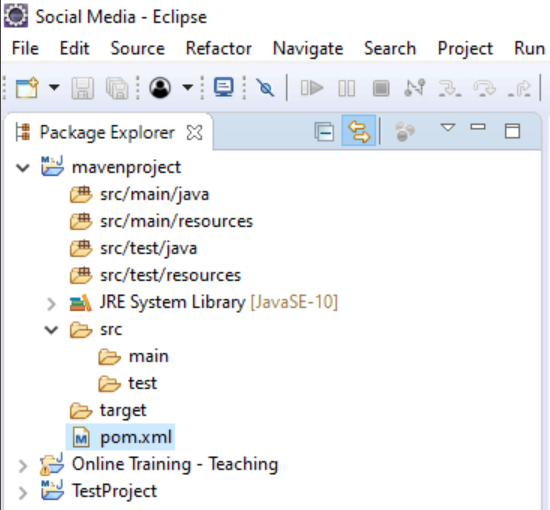 Social Media - Eclipse
File Edit Source Refactor Navigate Search Project Run
Package Explorer
mavenproject
src/main/java
src/main/resources
src/test/java
src/test/resources
JRE System Library [JavaSE-10]
src
main
test
target
pom.xml
Online Training - Teaching
TestProject